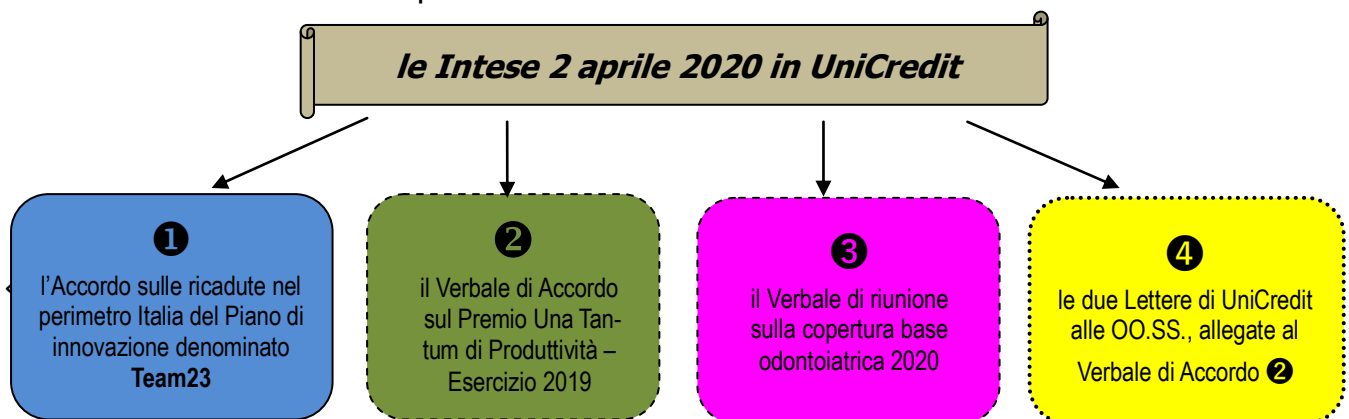 le Intese 2 aprile 2020 in UniCredit
❶
l’Accordo sulle ricadute nel
perimetro Italia del Piano di
innovazione denominato
Team23
❷
il Verbale di Accordo
sul Premio Una Tan-
tum di Produttività –
Esercizio 2019
❸
il Verbale di riunione
sulla copertura base
odontoiatrica 2020
❹
le due Lettere di UniCredit
alle OO.SS., allegate al
Verbale di Accordo ❷